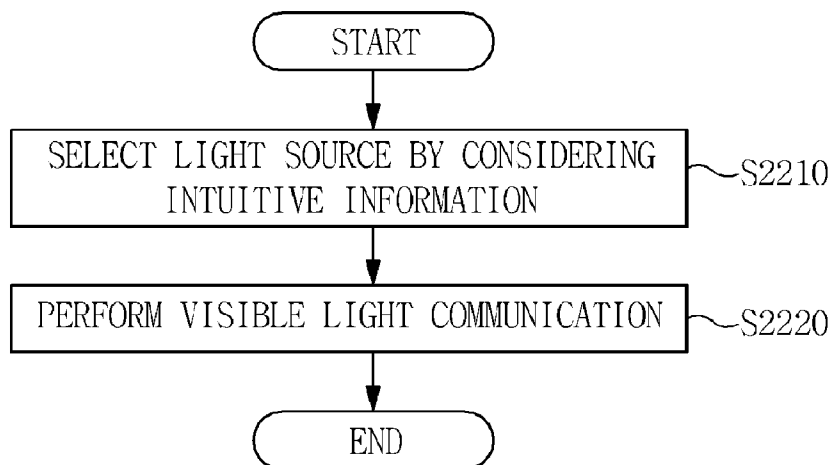 START
SELECT LIGHT SOURCE BY CONSIDERING
INTUITIVE INFORMATION
S2210
PERFORM VISIBLE LIGHT COMMUNICATION
S2220
END